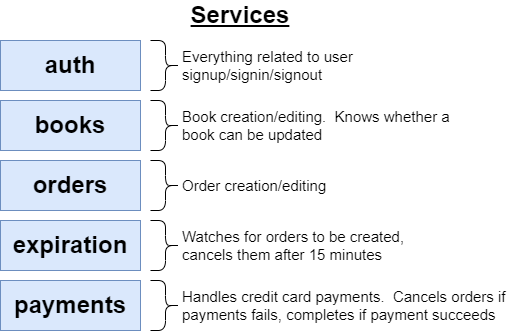 Services
auth
Everything related to user
signup/signin/signout
books
Book creation/editing.  Knows whether a
book can be updated
orders
Order creation/editing
expiration
Watches for orders to be created,
cancels them after 15 minutes
payments
Handles credit card payments.  Cancels orders if
payments fails, completes if payment succeeds